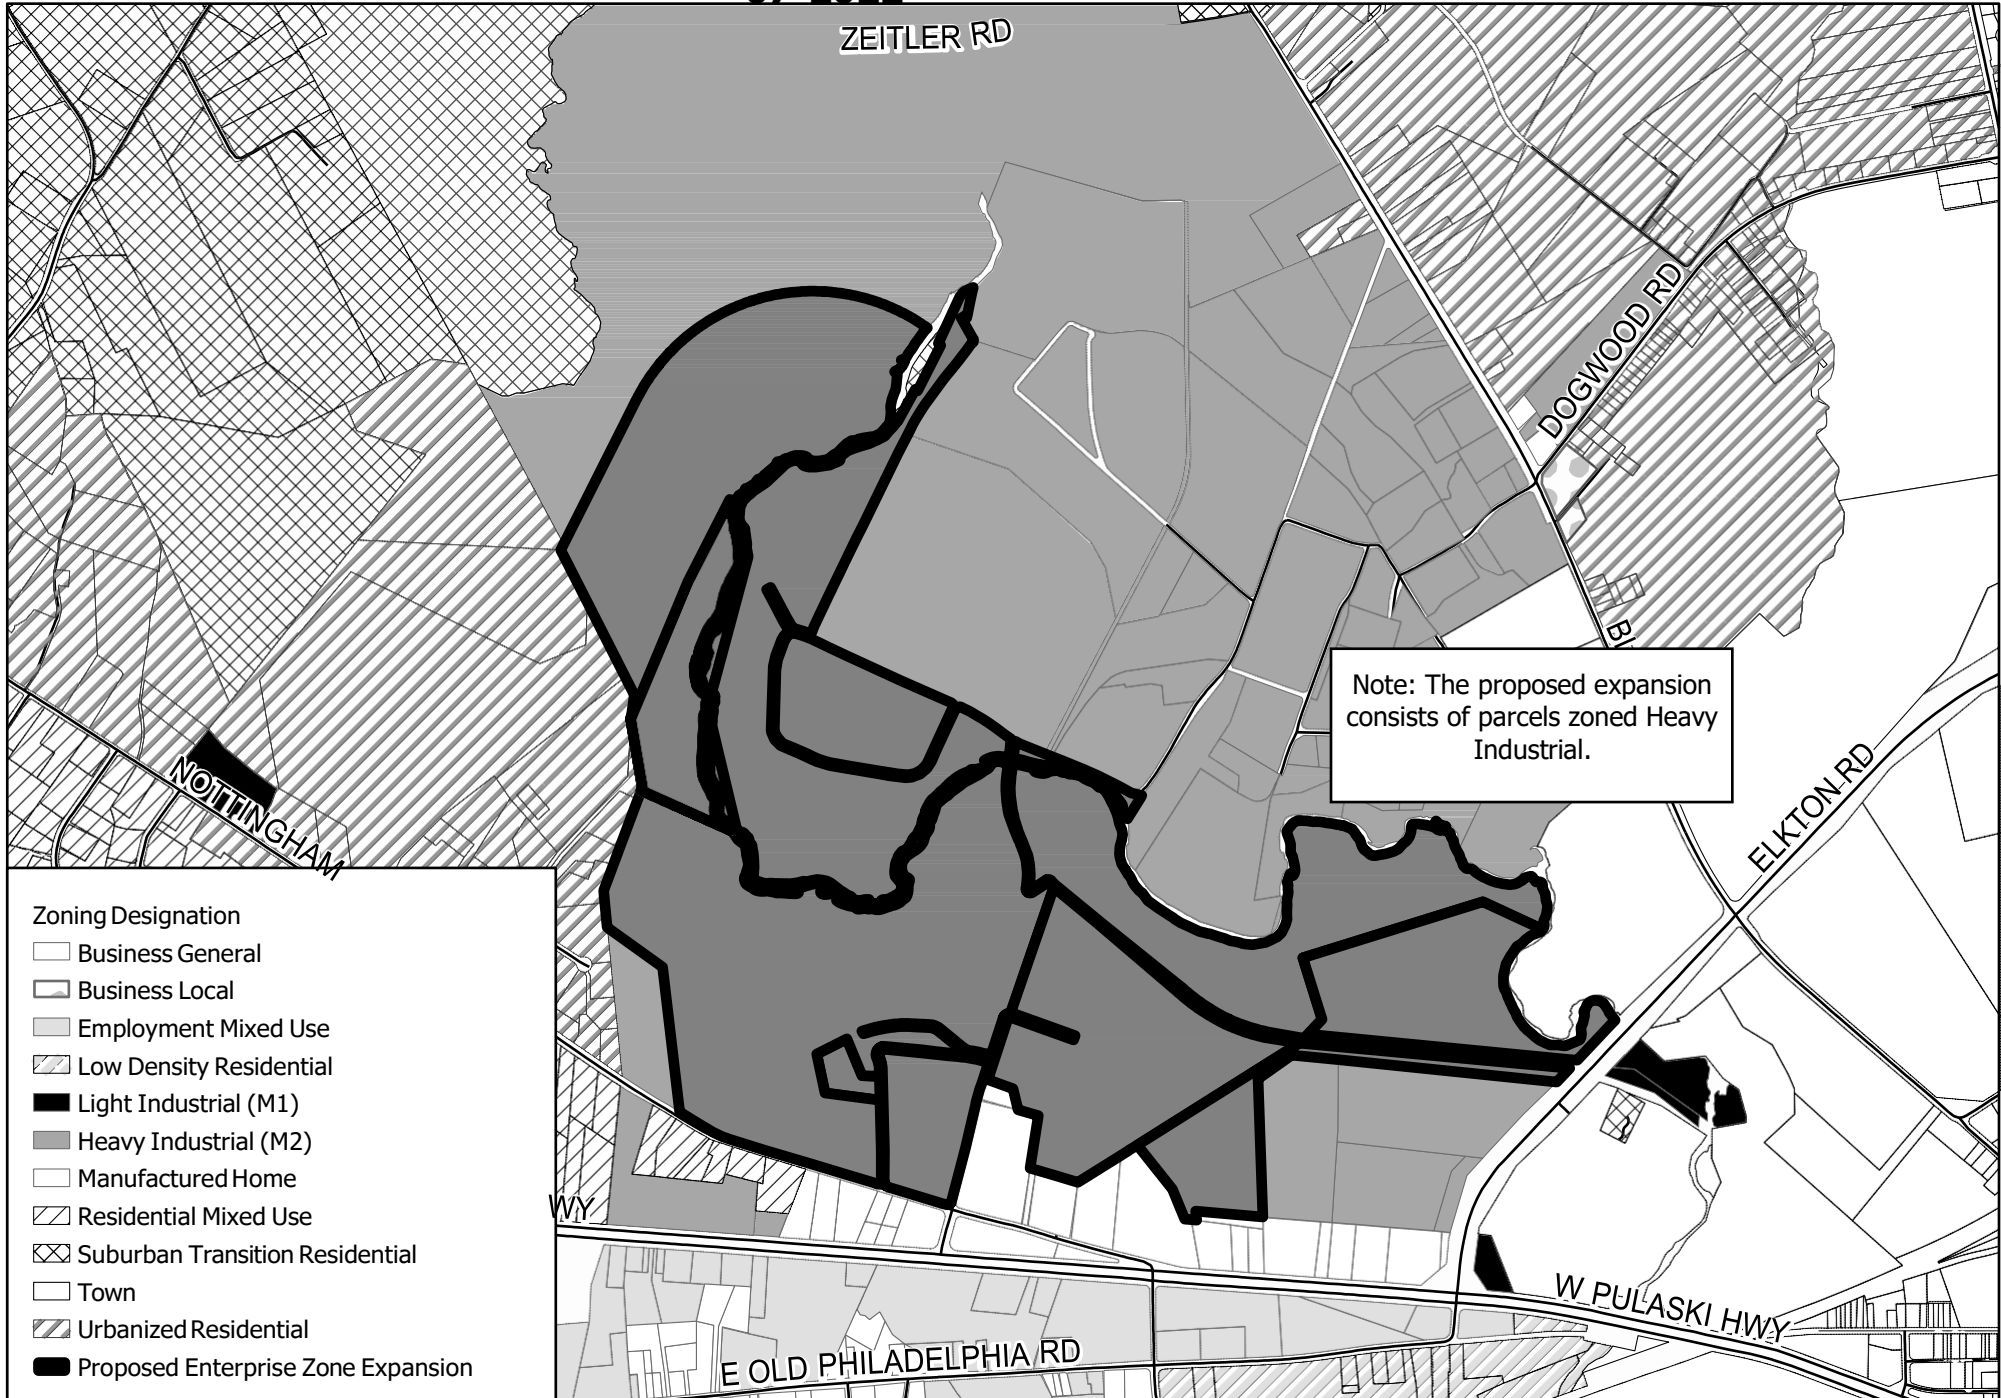 ZEITLER RD
DOGWOOD RD
BI
Note: The proposed expansion
consists of parcels zoned Heavy
Industrial.
ELKTON RD
NOTTINGHAM
Zoning Designation
Business General
Business Local
Employment Mixed Use
Low Density Residential
Light Industrial (M1)
Heavy Industrial (M2)
Manufactured Home
Residential Mixed Use
Suburban Transition Residential
Town
Urbanized Residential
Proposed Enterprise Zone Expansion
WY
W PULASKI HWY
E OLD PHILADELPHIA RD